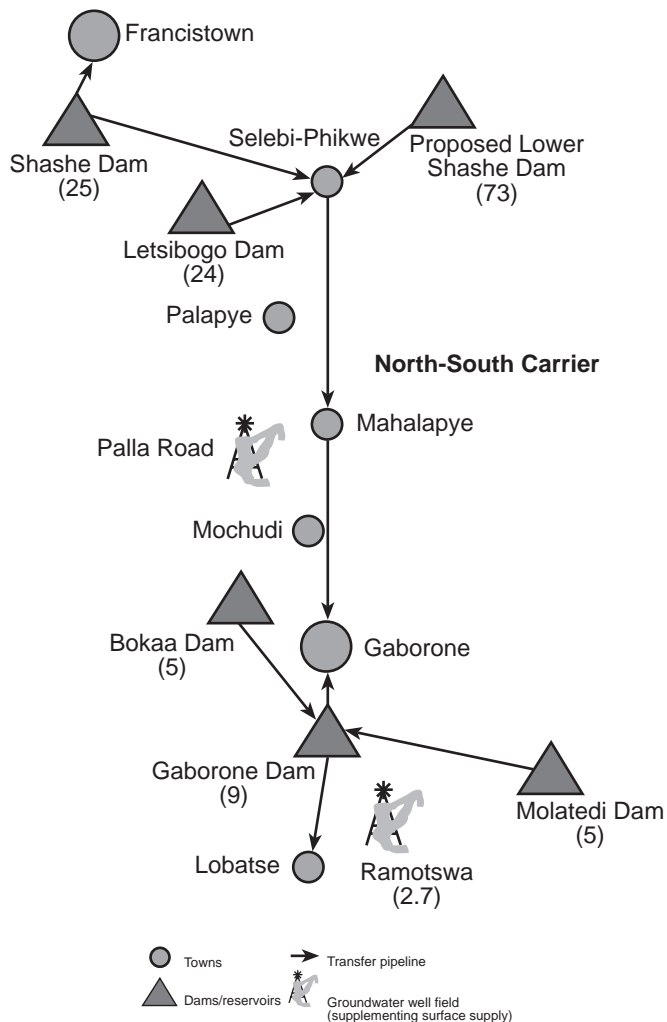 Francistown
Selebi-Phikwe
Shashe Dam
(25)
Proposed Lower
Shashe Dam
(73)
Letsibogo Dam
(24)
Palapye
North-South Carrier
Mahalapye
Palla Road
Mochudi
Bokaa Dam
(5)
Gaborone
Gaborone Dam
(9)
Molatedi Dam
(5)
Lobatse
Ramotswa
(2.7)
Towns
Transfer pipeline
Dams/reservoirs
Groundwater well field
(supplementing surface supply)